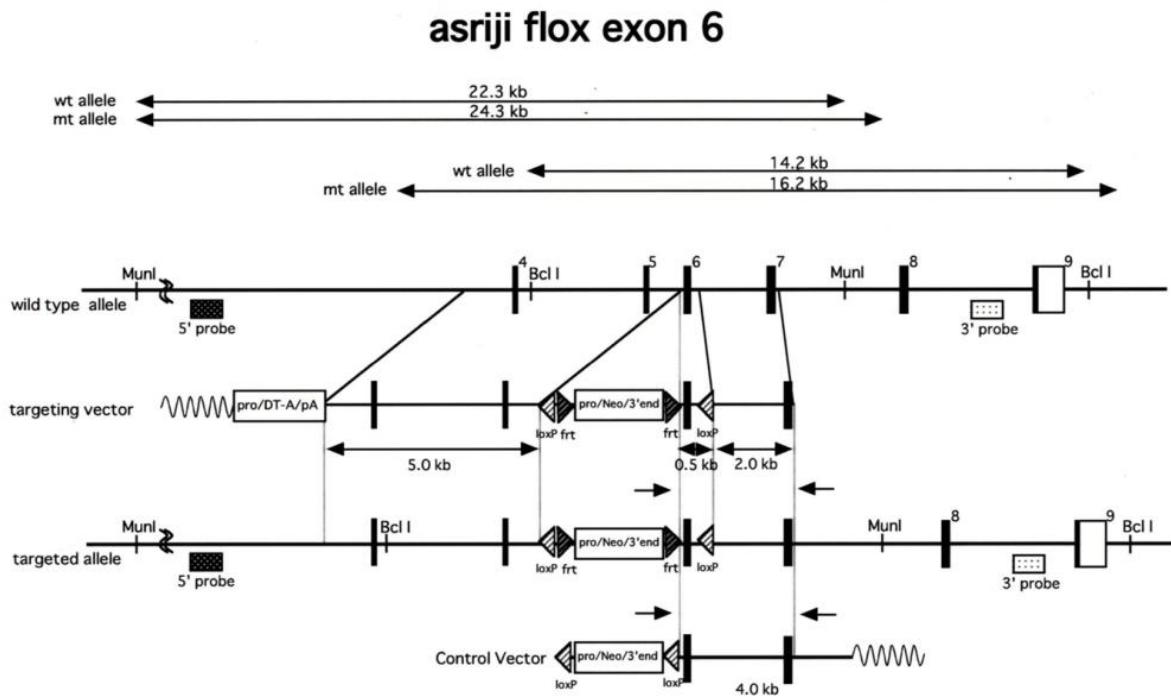 asriji flox exon 6
wt allele 22.3 kb
mt allele 24.3 kb
wt allele 14.2 kb
mt allele 16.2 kb
4 5 6 7 8 9
MunI Bcl I MunI Bcl I
wild type allele
5' probe 3' probe
targeting vector pro/DT-A/pA pro/Neo/3'end
loxP frt frt loxP
5.0 kb 0.5 kb 2.0 kb
8 9
MunI Bcl I MunI Bcl I
targeted allele pro/Neo/3'end
loxP frt frt loxP
5' probe 3' probe
Control Vector pro/Neo/3'end
loxP loxP 4.0 kb